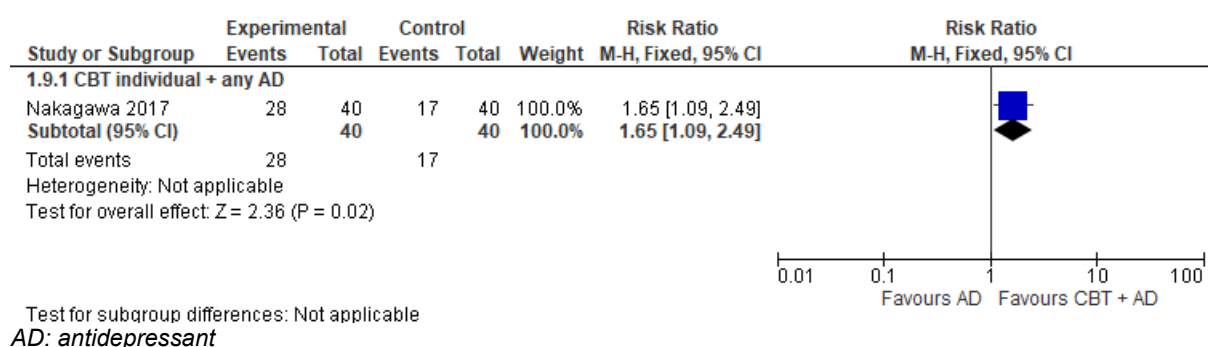 Experimental Control Risk Ratio Risk Ratio
Study or Subgroup Events Total Events Total Weight M-H, Fixed, 95% CI M-H, Fixed, 95% CI
1.9.1 CBT individual + any AD
Nakagawa 2017 28 40 17 40 100.0% 1.65 [1.09, 2.49]
Subtotal (95% CI) 40 40 100.0% 1.65 [1.09, 2.49]
Total events 28 17
Heterogeneity: Not applicable
Test for overall effect: Z = 2.36 (P = 0.02)
0.01 0.1 1 10 100
Favours AD Favours CBT + AD
Test for subgroup differences: Not applicable
AD: antidepressant